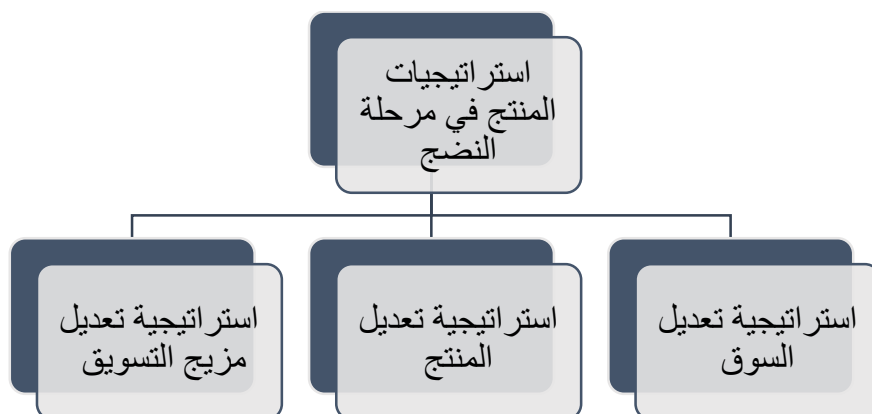 استراتيجيات
المنتج في مرحلة
النضج
استراتيجية تعديل
السوق
استراتيجية تعديل
المنتج
استراتيجية تعديل
مزيج التسويق